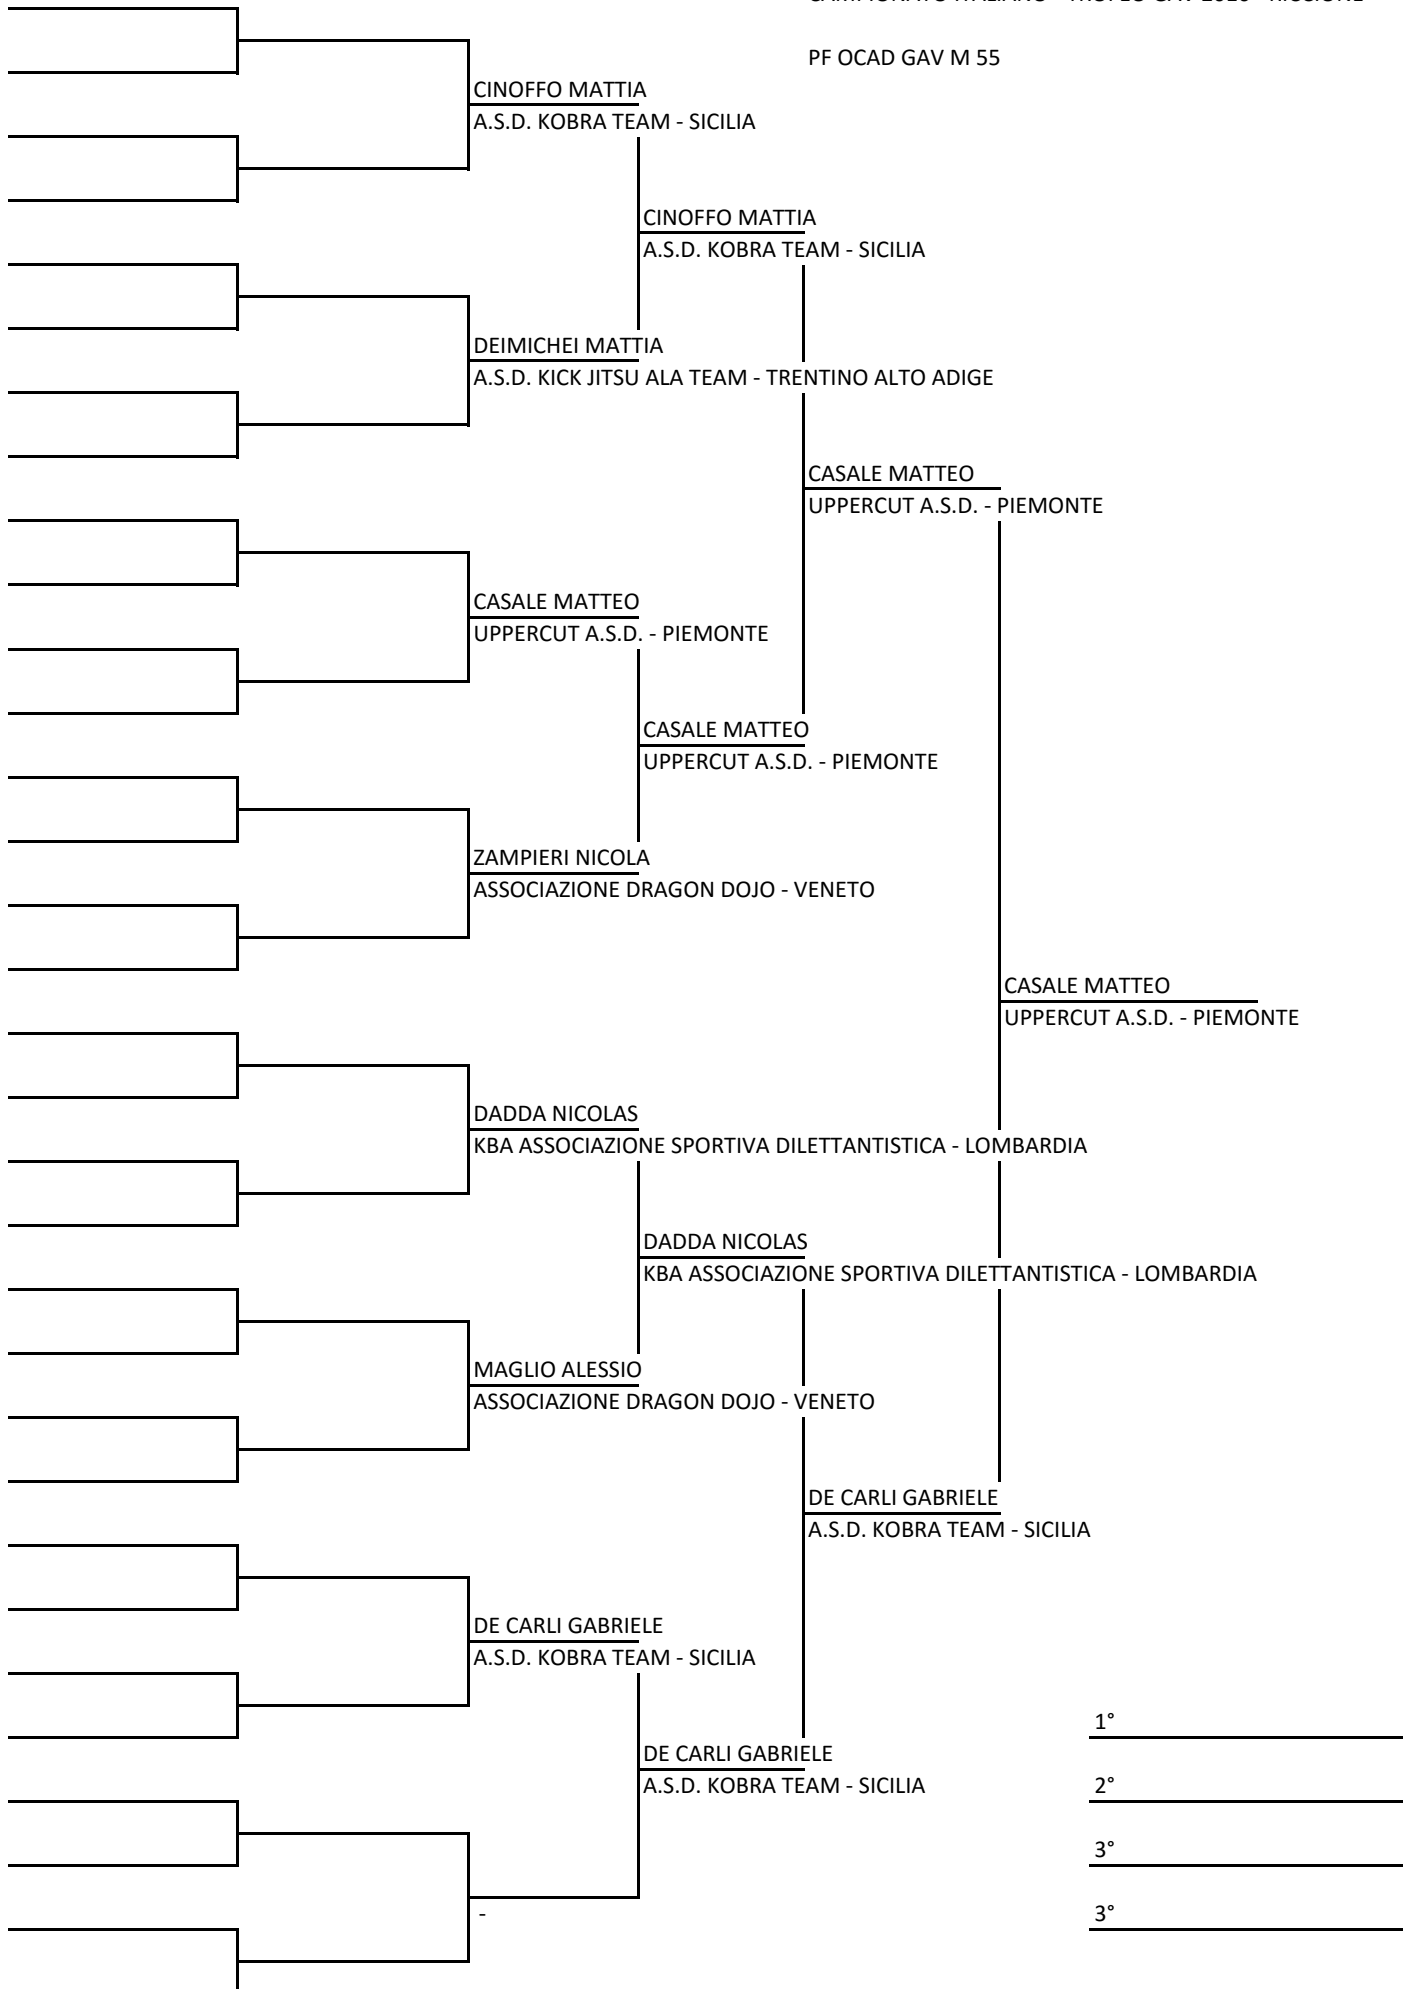 PF OCAD GAV M 55
CINOFFO MATTIA
A.S.D. KOBRA TEAM - SICILIA
CINOFFO MATTIA
A.S.D. KOBRA TEAM - SICILIA
DEIMICHEI MATTIA
A.S.D. KICK JITSU ALA TEAM - TRENTINO ALTO ADIGE
CASALE MATTEO
UPPERCUT A.S.D. - PIEMONTE
CASALE MATTEO
UPPERCUT A.S.D. - PIEMONTE
CASALE MATTEO
UPPERCUT A.S.D. - PIEMONTE
ZAMPIERI NICOLA
ASSOCIAZIONE DRAGON DOJO - VENETO
CASALE MATTEO
UPPERCUT A.S.D. - PIEMONTE
DADDA NICOLAS
KBA ASSOCIAZIONE SPORTIVA DILETTANTISTICA - LOMBARDIA
DADDA NICOLAS
KBA ASSOCIAZIONE SPORTIVA DILETTANTISTICA - LOMBARDIA
MAGLIO ALESSIO
ASSOCIAZIONE DRAGON DOJO - VENETO
DE CARLI GABRIELE
A.S.D. KOBRA TEAM - SICILIA
DE CARLI GABRIELE
A.S.D. KOBRA TEAM - SICILIA
1°
DE CARLI GABRIELE
A.S.D. KOBRA TEAM - SICILIA
2°
3°
3°
-